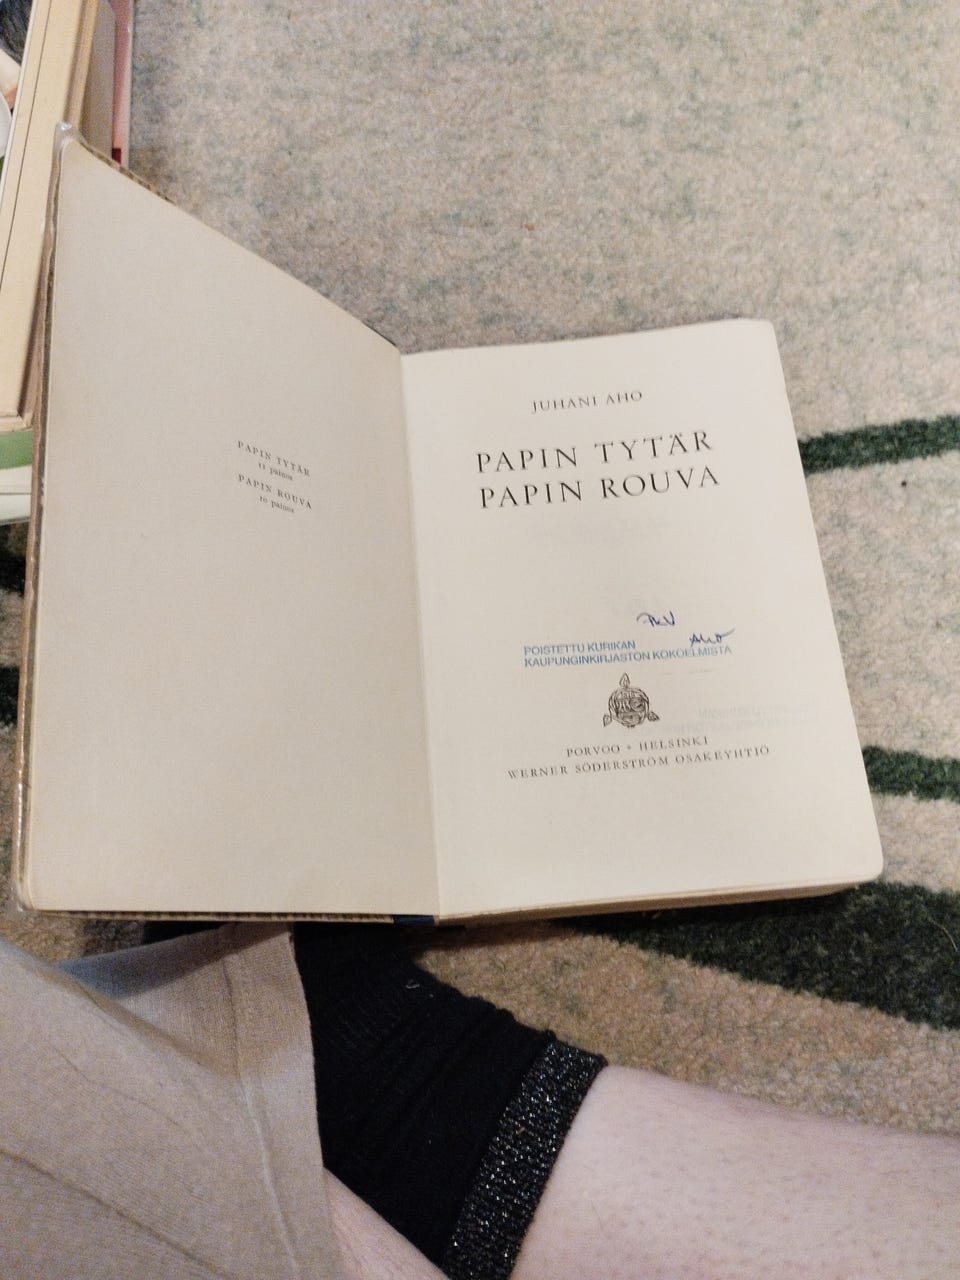 PAPIN TYTÄR
11 painos
PAPIN ROUVA
10 painos
JUHANI AHO
PAPIN TYTÄR
PAPIN ROUVA
Aho
POISTETTU KURIKAN
KAUPUNGINKIRJASTON KOKOELMISTA
PORVOO • HELSINKI
WERNER SÖDERSTRÖM OSAKEYHTIÖ